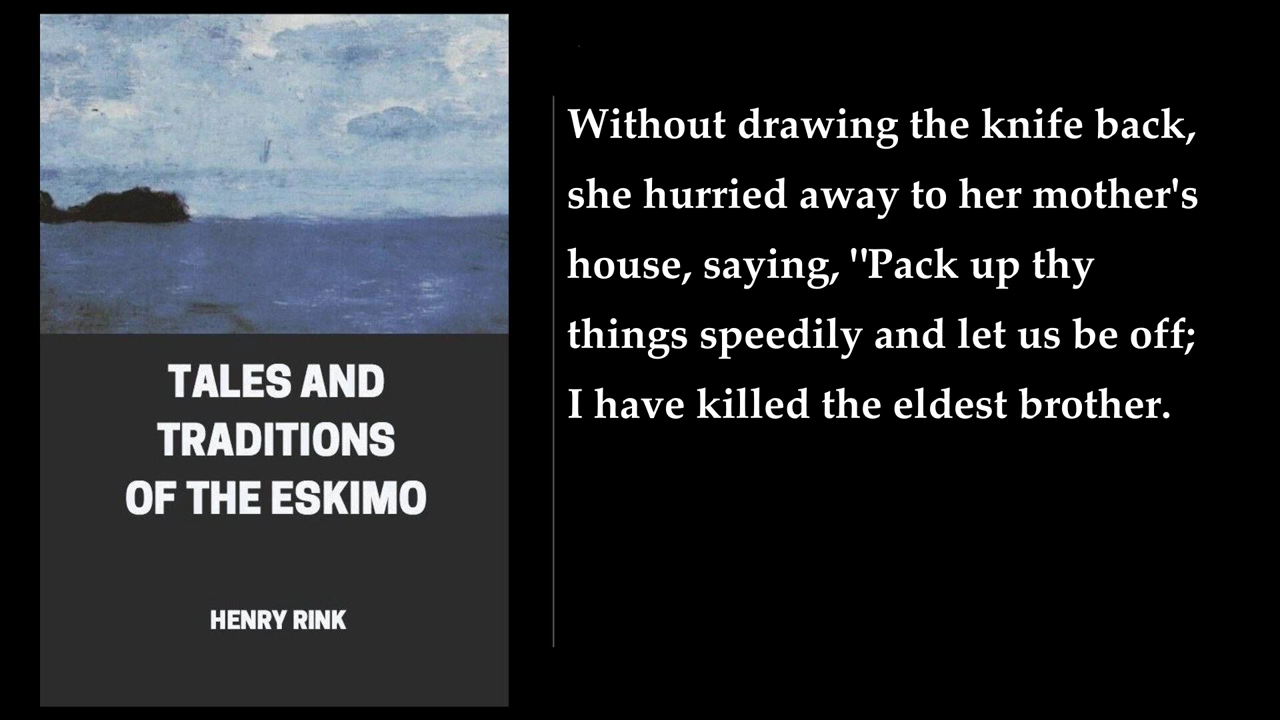 TALES AND
TRADITIONS
OF THE ESKIMO
HENRY RINK
Without drawing the knife back,
she hurried away to her mother's
house, saying, "Pack up thy
things speedily and let us be off;
I have killed the eldest brother.